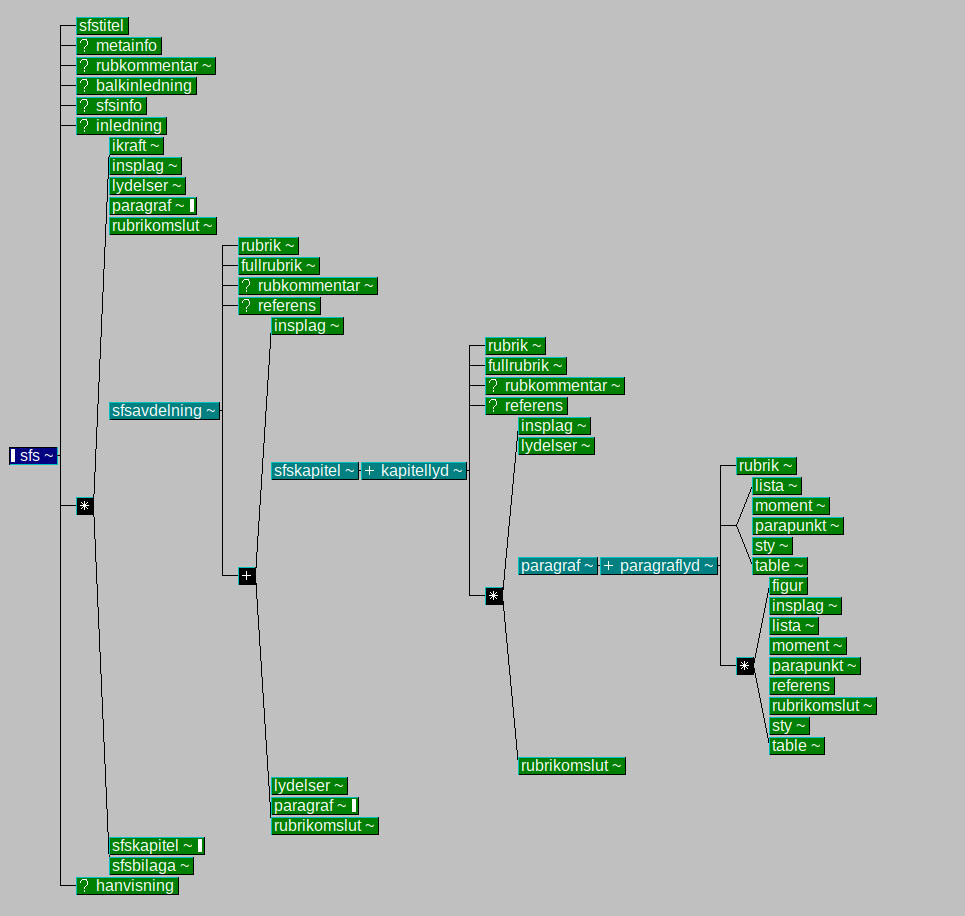 sfstitel
? metainfo
? rubkommentar ~
? balkinledning
? sfsinfo
? inledning
ikraft ~
insplag ~
lydelser ~
paragraf ~
rubrikomslut ~
rubrik ~
fullrubrik ~
? rubkommentar ~
? referens
insplag ~
rubrik ~
fullrubrik ~
? rubkommentar ~
? referens
sfsavdelning ~
insplag ~
lydelser ~
sfs ~
sfskapitel ~ + kapitellyd ~
rubrik ~
lista ~
*
moment ~
parapunkt ~
sty ~
paragraf ~ + paragraflyd ~ table ~
+
figur
*
insplag ~
lista ~
moment ~
* parapunkt ~
referens
rubrikomslut ~
sty ~
table ~
rubrikomslut ~
lydelser ~
paragraf ~
rubrikomslut ~
sfskapitel ~
sfsbilaga ~
? hanvisning